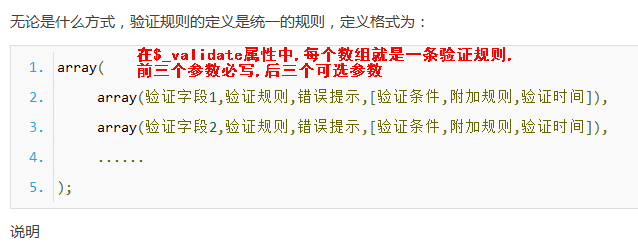 无论是什么方式，验证规则的定义是统一的规则，定义格式为：
在$_validate属性中,每个数组就是一条验证规则,
前三个参数必写,后三个可选参数
1. array(
2. array(验证字段1,验证规则,错误提示,[验证条件,附加规则,验证时间]),
3. array(验证字段2,验证规则,错误提示,[验证条件,附加规则,验证时间]),
4. ......
5. );
说明